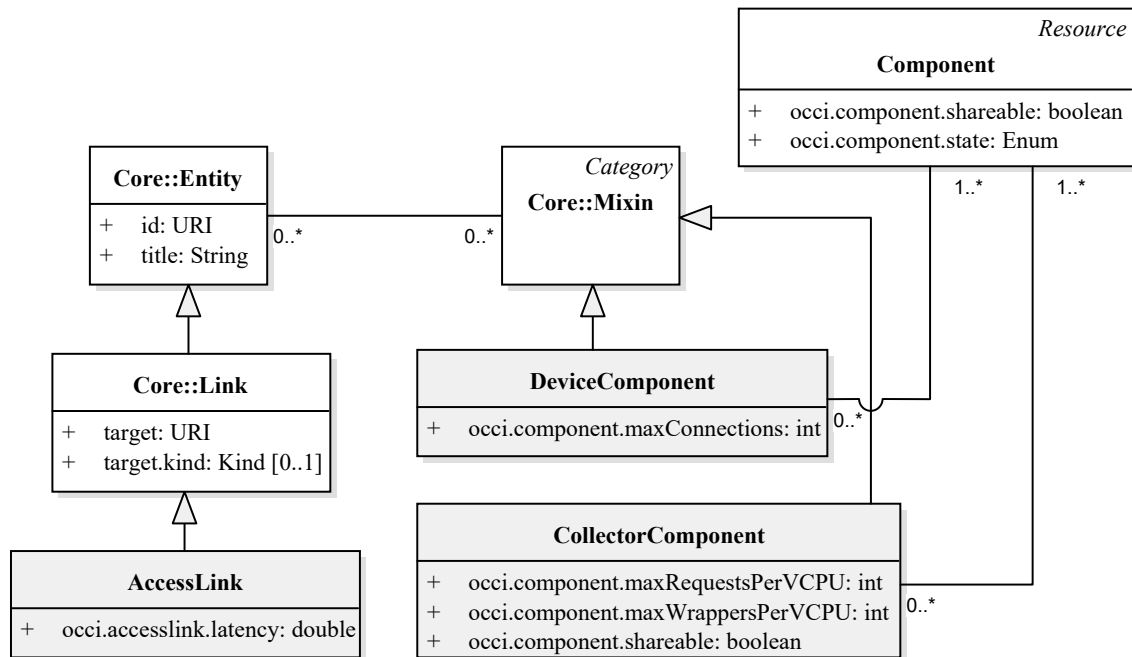 Resource
Component
+ occi.component.shareable: boolean
+ occi.component.state: Enum
1..*
1..*
Core::Entity
+ id: URI
+ title: String
0..*
0..*
Category
Core::Mixin
Core::Link
+ target: URI
+ target.kind: Kind [0..1]
DeviceComponent
+ occi.component.maxConnections: int
0..*
AccessLink
+ occi.accesslink.latency: double
CollectorComponent
+ occi.component.maxRequestsPerVCPU: int
+ occi.component.maxWrappersPerVCPU: int
+ occi.component.shareable: boolean
0..*